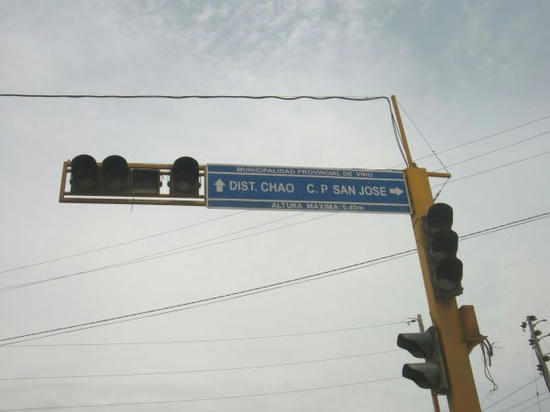 MUNICIPALIDAD PROVINCIAL DE VIRU
DIST. CHAO C. P SAN JOSE
ALTURA MAXIMA: 5.40m